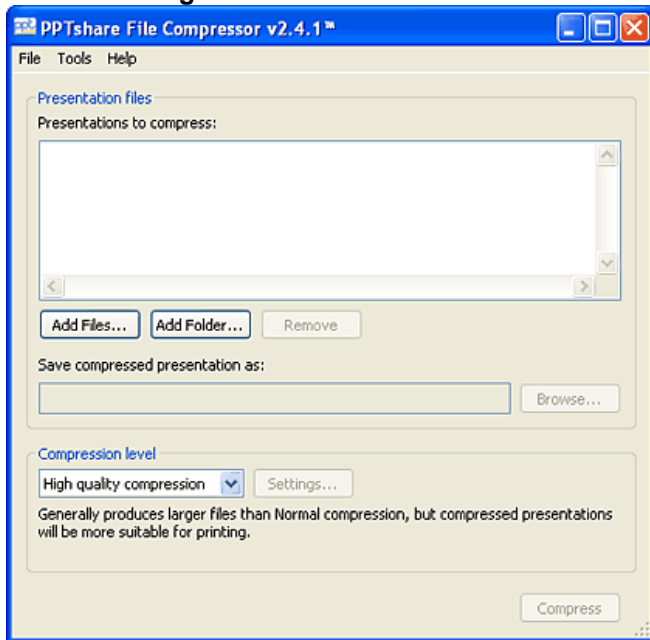 PPTshare File Compressor v2.4.1™
File Tools Help
Presentation files
Presentations to compress:
Add Files... Add Folder... Remove
Save compressed presentation as:
Browse...
Compression level
High quality compression Settings...
Generally produces larger files than Normal compression, but compressed presentations
will be more suitable for printing.
Compress